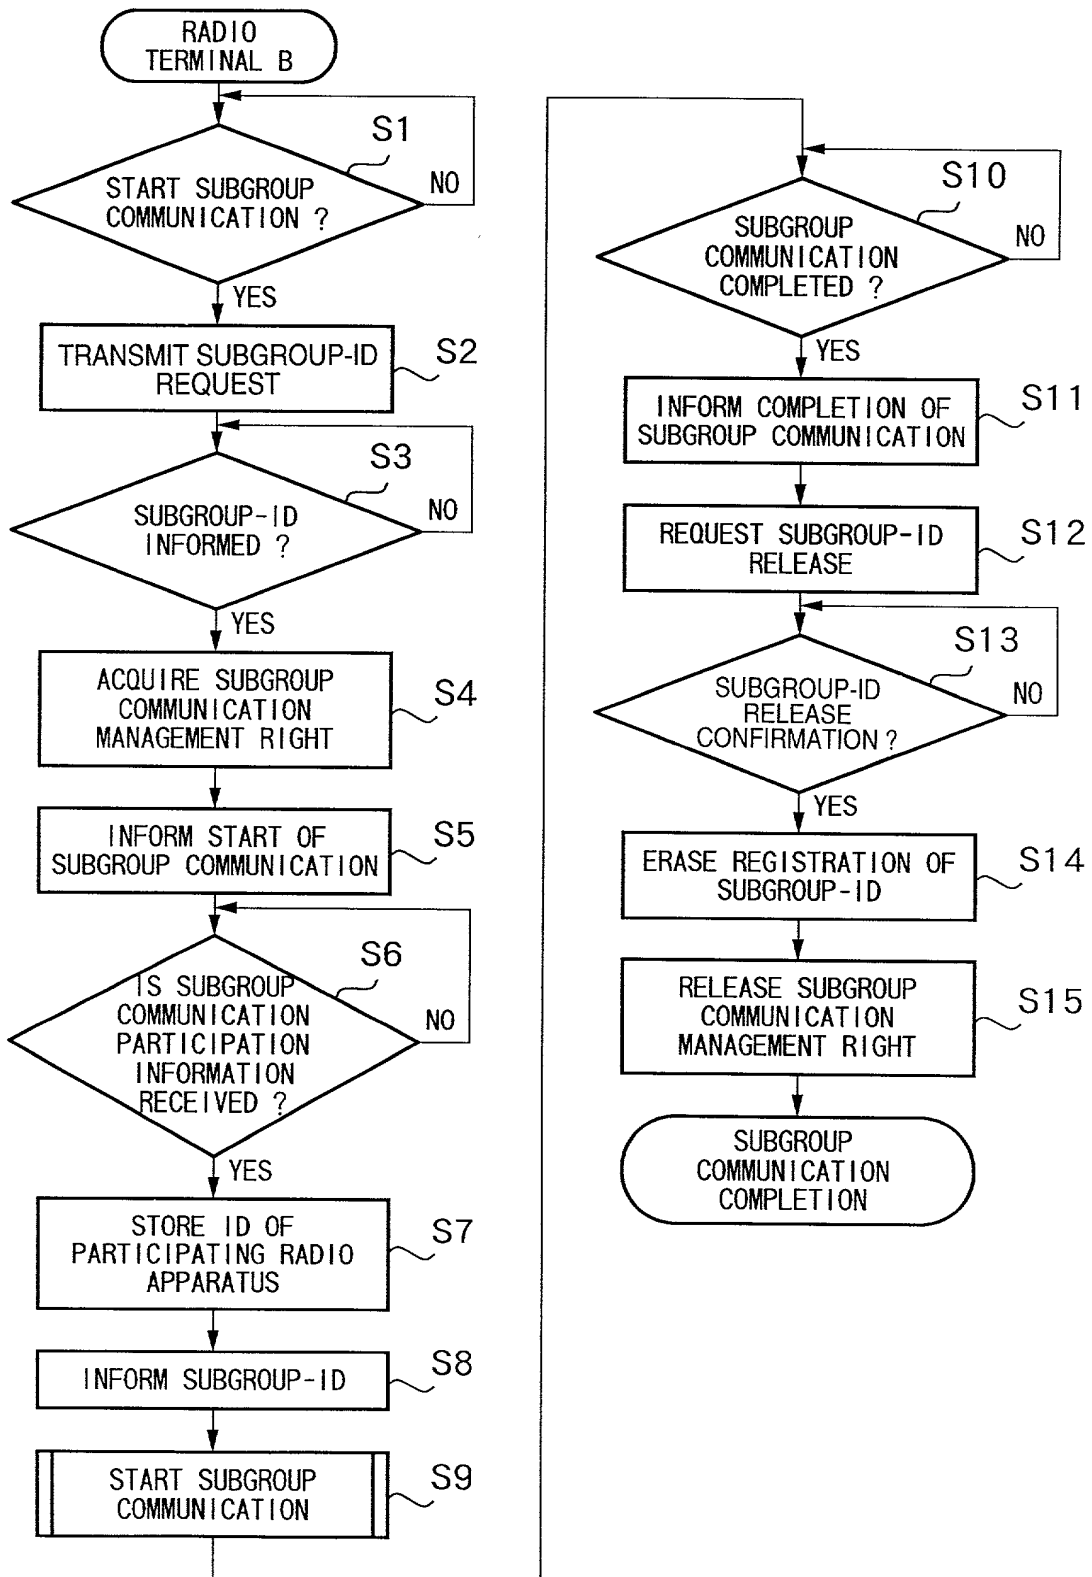 RADIO
TERMINAL B
S1
START SUBGROUP
COMMUNICATION ?
NO
YES
TRANSMIT SUBGROUP-ID
REQUEST
S2
S3
SUBGROUP-ID
INFORMED ?
NO
YES
ACQUIRE SUBGROUP
COMMUNICATION
MANAGEMENT RIGHT
S4
INFORM START OF
SUBGROUP COMMUNICATION
S5
S6
IS SUBGROUP
COMMUNICATION
PARTICIPATION
INFORMATION
RECEIVED ?
NO
YES
STORE ID OF
PARTICIPATING RADIO
APPARATUS
S7
INFORM SUBGROUP-ID
S8
START SUBGROUP
COMMUNICATION
S9
S10
SUBGROUP
COMMUNICATION
COMPLETED ?
NO
YES
INFORM COMPLETION OF
SUBGROUP COMMUNICATION
S11
REQUEST SUBGROUP-ID
RELEASE
S12
S13
SUBGROUP-ID
RELEASE
CONFIRMATION ?
NO
YES
ERASE REGISTRATION OF
SUBGROUP-ID
S14
RELEASE SUBGROUP
COMMUNICATION
MANAGEMENT RIGHT
S15
SUBGROUP
COMMUNICATION
COMPLETION